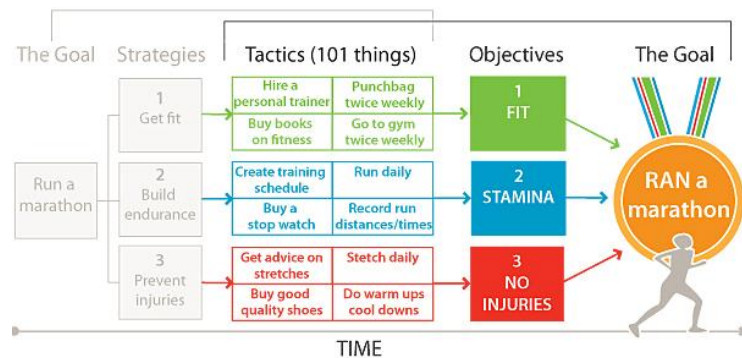 The Goal
Strategies
Tactics (101 things)
Objectives
The Goal
Run a
marathon
1
Get fit
Hire a
personal trainer
Punchbag
twice weekly
Buy books
on fitness
Go to gym
twice weekly
1
FIT
2
Build
endurance
Create training
schedule
Run daily
Buy a
stop watch
Record run
distances/times
2
STAMINA
3
Prevent
injuries
Get advice on
stretches
Stetch daily
Buy good
quality shoes
Do warm ups
cool downs
3
NO
INJURIES
RAN a
marathon
TIME